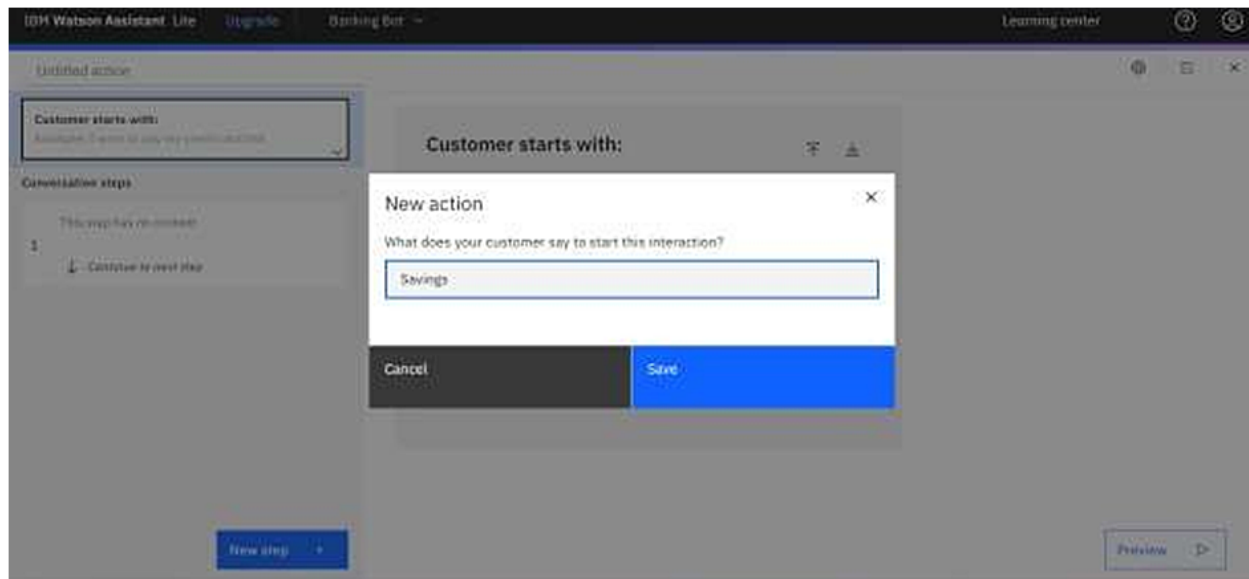 IBM Watson Assistant Lite Upgrade Banking Bot Learning center
Untitled action
Customer starts with:
Conversation steps
This step has no content
1
Continue to next step
New step +
Customer starts with:
New action
What does your customer say to start this interaction?
Savings
Cancel Save
Preview